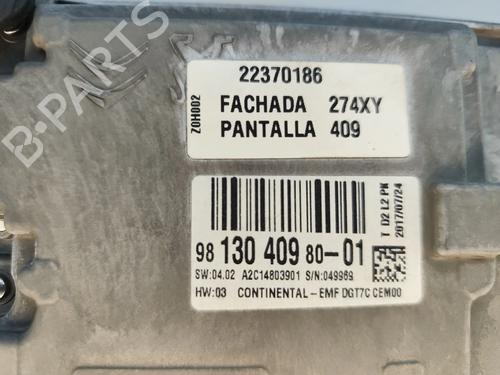 B-PARTS
22370186
FACHADA 274XY
PANTALLA 409
Z0H002
T D2 L2 PK
2017/07/24
98 130 409 80-01
SW:04.02 A2C14803901 S/N:049969
HW:03 CONTINENTAL-EMF DGT7C CEM00